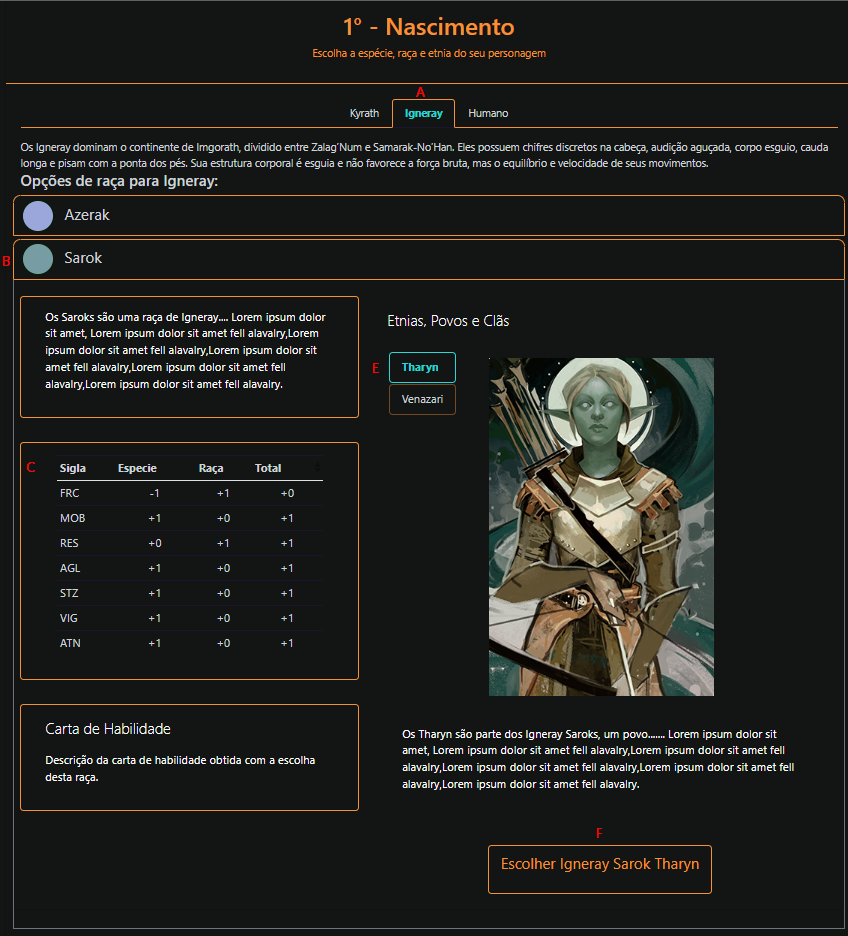 1º - Nascimento
Escolha a espécie, raça e etnia do seu personagem
A
Kyrath Igneray Humano
Os Igneray dominam o continente de Imgorath, dividido entre Zalag'Num e Samarak-No'Han. Eles possuem chifres discretos na cabeça, audição aguçada, corpo esguio, cauda
longa e pisam com a ponta dos pés. Sua estrutura corporal é esguia e não favorece a força bruta, mas o equilíbrio e velocidade de seus movimentos.
Opções de raça para Igneray:
Azerak
B
Sarok
Os Saroks são uma raça de Igneray.... Lorem ipsum dolor
sit amet, Lorem ipsum dolor sit amet fell alavalry,Lorem
ipsum dolor sit amet fell alavalry,Lorem ipsum dolor sit
amet fell alavalry,Lorem ipsum dolor sit amet fell
alavalry,Lorem ipsum dolor sit amet fell alavalry.
C
Sigla Especie Raça Total
FRC -1 +1 +0
MOB +1 +0 +1
RES +0 +1 +1
AGL +1 +0 +1
STZ +1 +0 +1
VIG +1 +0 +1
ATN +1 +0 +1
Carta de Habilidade
Descrição da carta de habilidade obtida com a escolha
desta raça.
Etnias, Povos e Clãs
E
Tharyn
Venazari
Os Tharyn são parte dos Igneray Saroks, um povo....... Lorem ipsum dolor sit
amet, Lorem ipsum dolor sit amet fell alavalry,Lorem ipsum dolor sit amet fell
alavalry,Lorem ipsum dolor sit amet fell alavalry,Lorem ipsum dolor sit amet fell
alavalry,Lorem ipsum dolor sit amet fell alavalry.
F
Escolher Igneray Sarok Tharyn